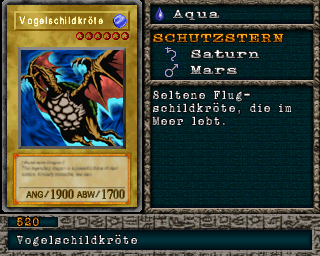 Vogelschildkröte
ANG/1900 ABW/1700
Aqua
SCHUTZSTERN
Saturn
Mars
Seltene Flug-
schildkröte, die im
Meer lebt.
520
Vogelschildkröte